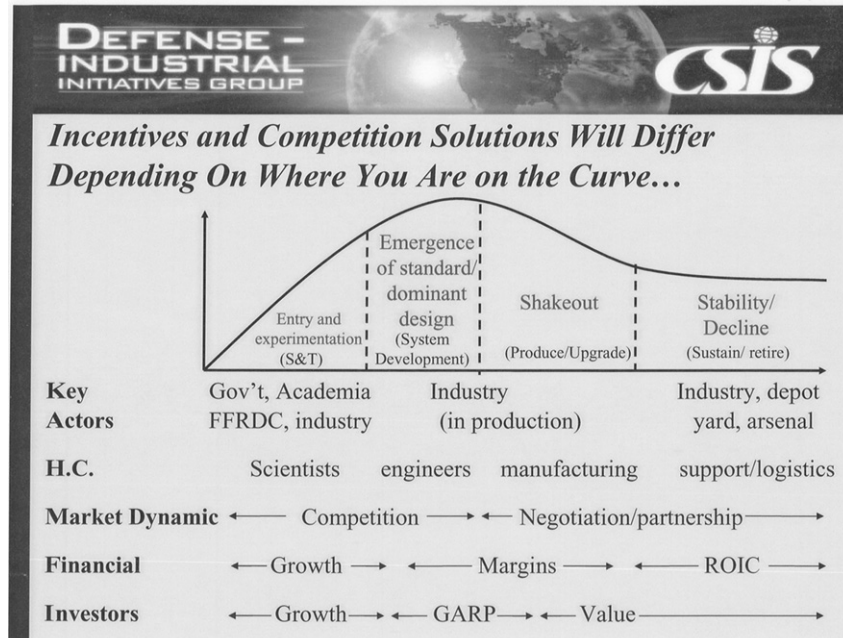 DEFENSE -
INDUSTRIAL
INITIATIVES GROUP
CSIS
Incentives and Competition Solutions Will Differ
Depending On Where You Are on the Curve…
Entry and
experimentation
(S&T)
Emergence
of standard/
dominant
design
(System
Development)
Shakeout
(Produce/Upgrade)
Stability/
Decline
(Sustain/ retire)
Key
Actors
Gov't, Academia
FFRDC, industry
Industry
(in production)
Industry, depot
yard, arsenal
H.C. Scientists engineers manufacturing support/logistics
Market Dynamic Competition Negotiation/partnership
Financial Growth Margins ROIC
Investors Growth GARP Value